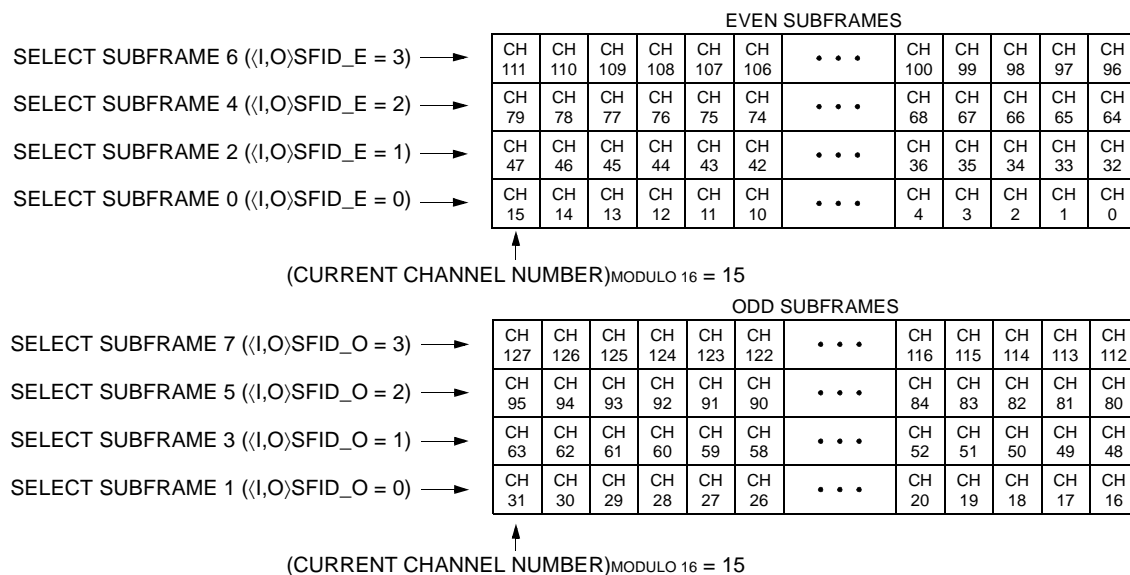 EVEN SUBFRAMES
SELECT SUBFRAME 6 (⟨I,O⟩SFID_E = 3) CH 111 CH 110 CH 109 CH 108 CH 107 CH 106 • • • CH 100 CH 99 CH 98 CH 97 CH 96
SELECT SUBFRAME 4 (⟨I,O⟩SFID_E = 2) CH 79 CH 78 CH 77 CH 76 CH 75 CH 74 • • • CH 68 CH 67 CH 66 CH 65 CH 64
SELECT SUBFRAME 2 (⟨I,O⟩SFID_E = 1) CH 47 CH 46 CH 45 CH 44 CH 43 CH 42 • • • CH 36 CH 35 CH 34 CH 33 CH 32
SELECT SUBFRAME 0 (⟨I,O⟩SFID_E = 0) CH 15 CH 14 CH 13 CH 12 CH 11 CH 10 • • • CH 4 CH 3 CH 2 CH 1 CH 0
(CURRENT CHANNEL NUMBER)MODULO 16 = 15
ODD SUBFRAMES
SELECT SUBFRAME 7 (⟨I,O⟩SFID_O = 3) CH 127 CH 126 CH 125 CH 124 CH 123 CH 122 • • • CH 116 CH 115 CH 114 CH 113 CH 112
SELECT SUBFRAME 5 (⟨I,O⟩SFID_O = 2) CH 95 CH 94 CH 93 CH 92 CH 91 CH 90 • • • CH 84 CH 83 CH 82 CH 81 CH 80
SELECT SUBFRAME 3 (⟨I,O⟩SFID_O = 1) CH 63 CH 62 CH 61 CH 60 CH 59 CH 58 • • • CH 52 CH 51 CH 50 CH 49 CH 48
SELECT SUBFRAME 1 (⟨I,O⟩SFID_O = 0) CH 31 CH 30 CH 29 CH 28 CH 27 CH 26 • • • CH 20 CH 19 CH 18 CH 17 CH 16
(CURRENT CHANNEL NUMBER)MODULO 16 = 15